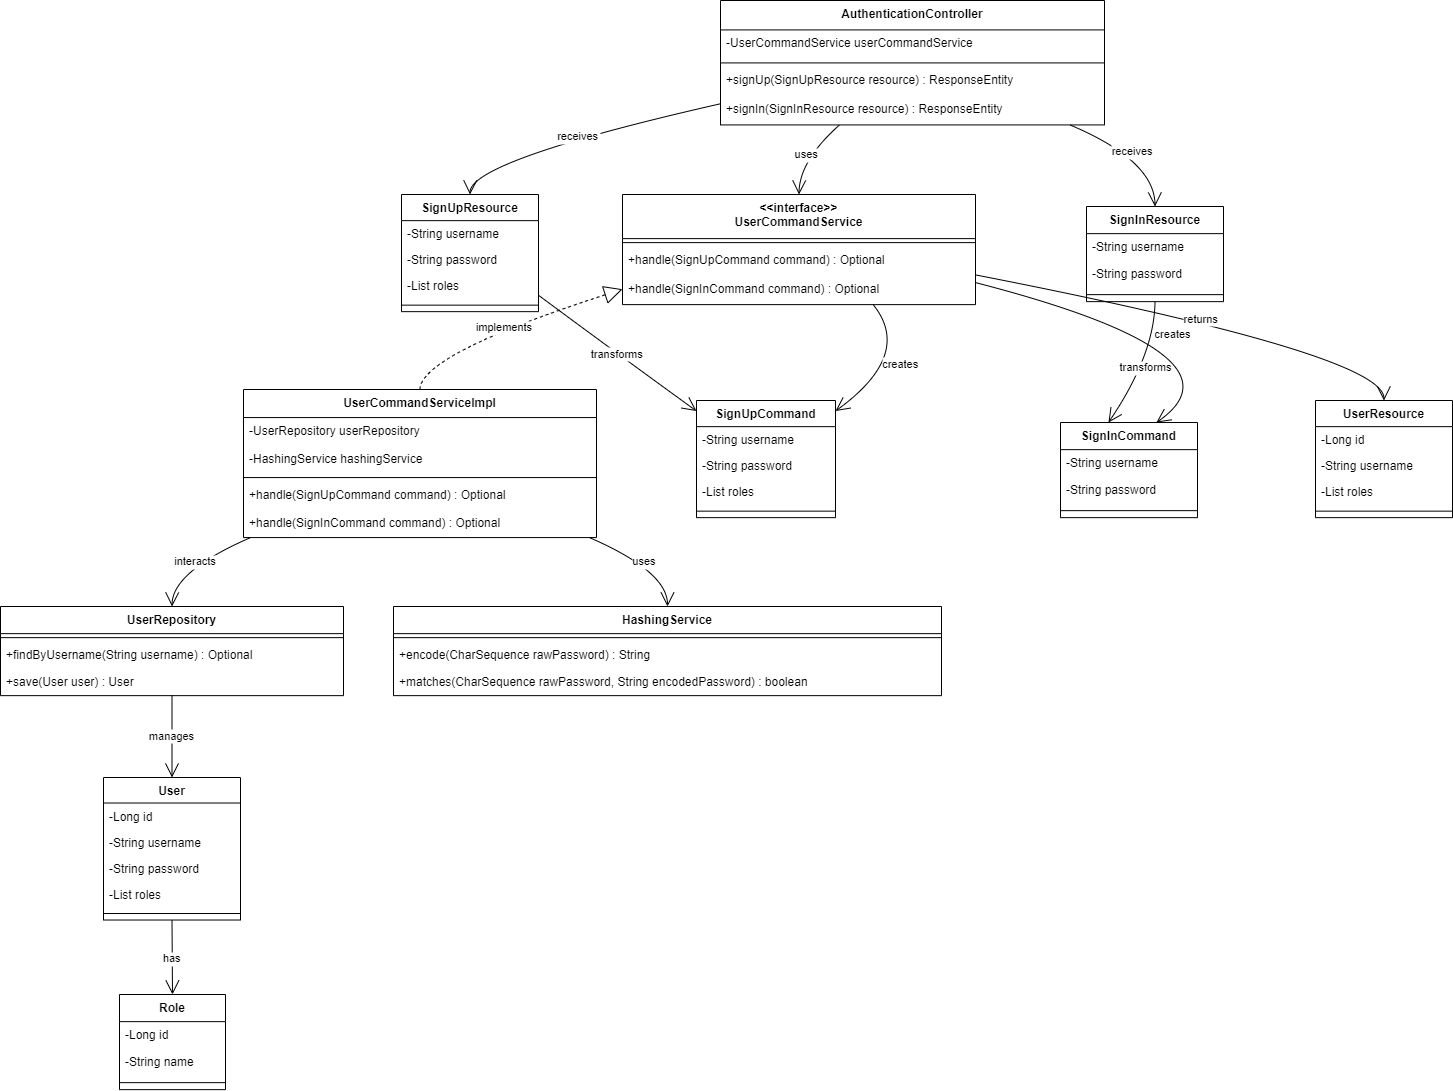 AuthenticationController
-UserCommandService userCommandService
+signUp(SignUpResource resource) : ResponseEntity
+signIn(SignInResource resource) : ResponseEntity
receives
uses
receives
SignUpResource
-String username
-String password
-List roles
<<interface>>
UserCommandService
+handle(SignUpCommand command) : Optional
+handle(SignInCommand command) : Optional
SignInResource
-String username
-String password
implements
transforms
creates
returns
creates
transforms
UserCommandServiceImpl
-UserRepository userRepository
-HashingService hashingService
+handle(SignUpCommand command) : Optional
+handle(SignInCommand command) : Optional
SignUpCommand
-String username
-String password
-List roles
SignInCommand
-String username
-String password
UserResource
-Long id
-String username
-List roles
interacts
uses
UserRepository
+findByUsername(String username) : Optional
+save(User user) : User
HashingService
+encode(CharSequence rawPassword) : String
+matches(CharSequence rawPassword, String encodedPassword) : boolean
manages
User
-Long id
-String username
-String password
-List roles
has
Role
-Long id
-String name